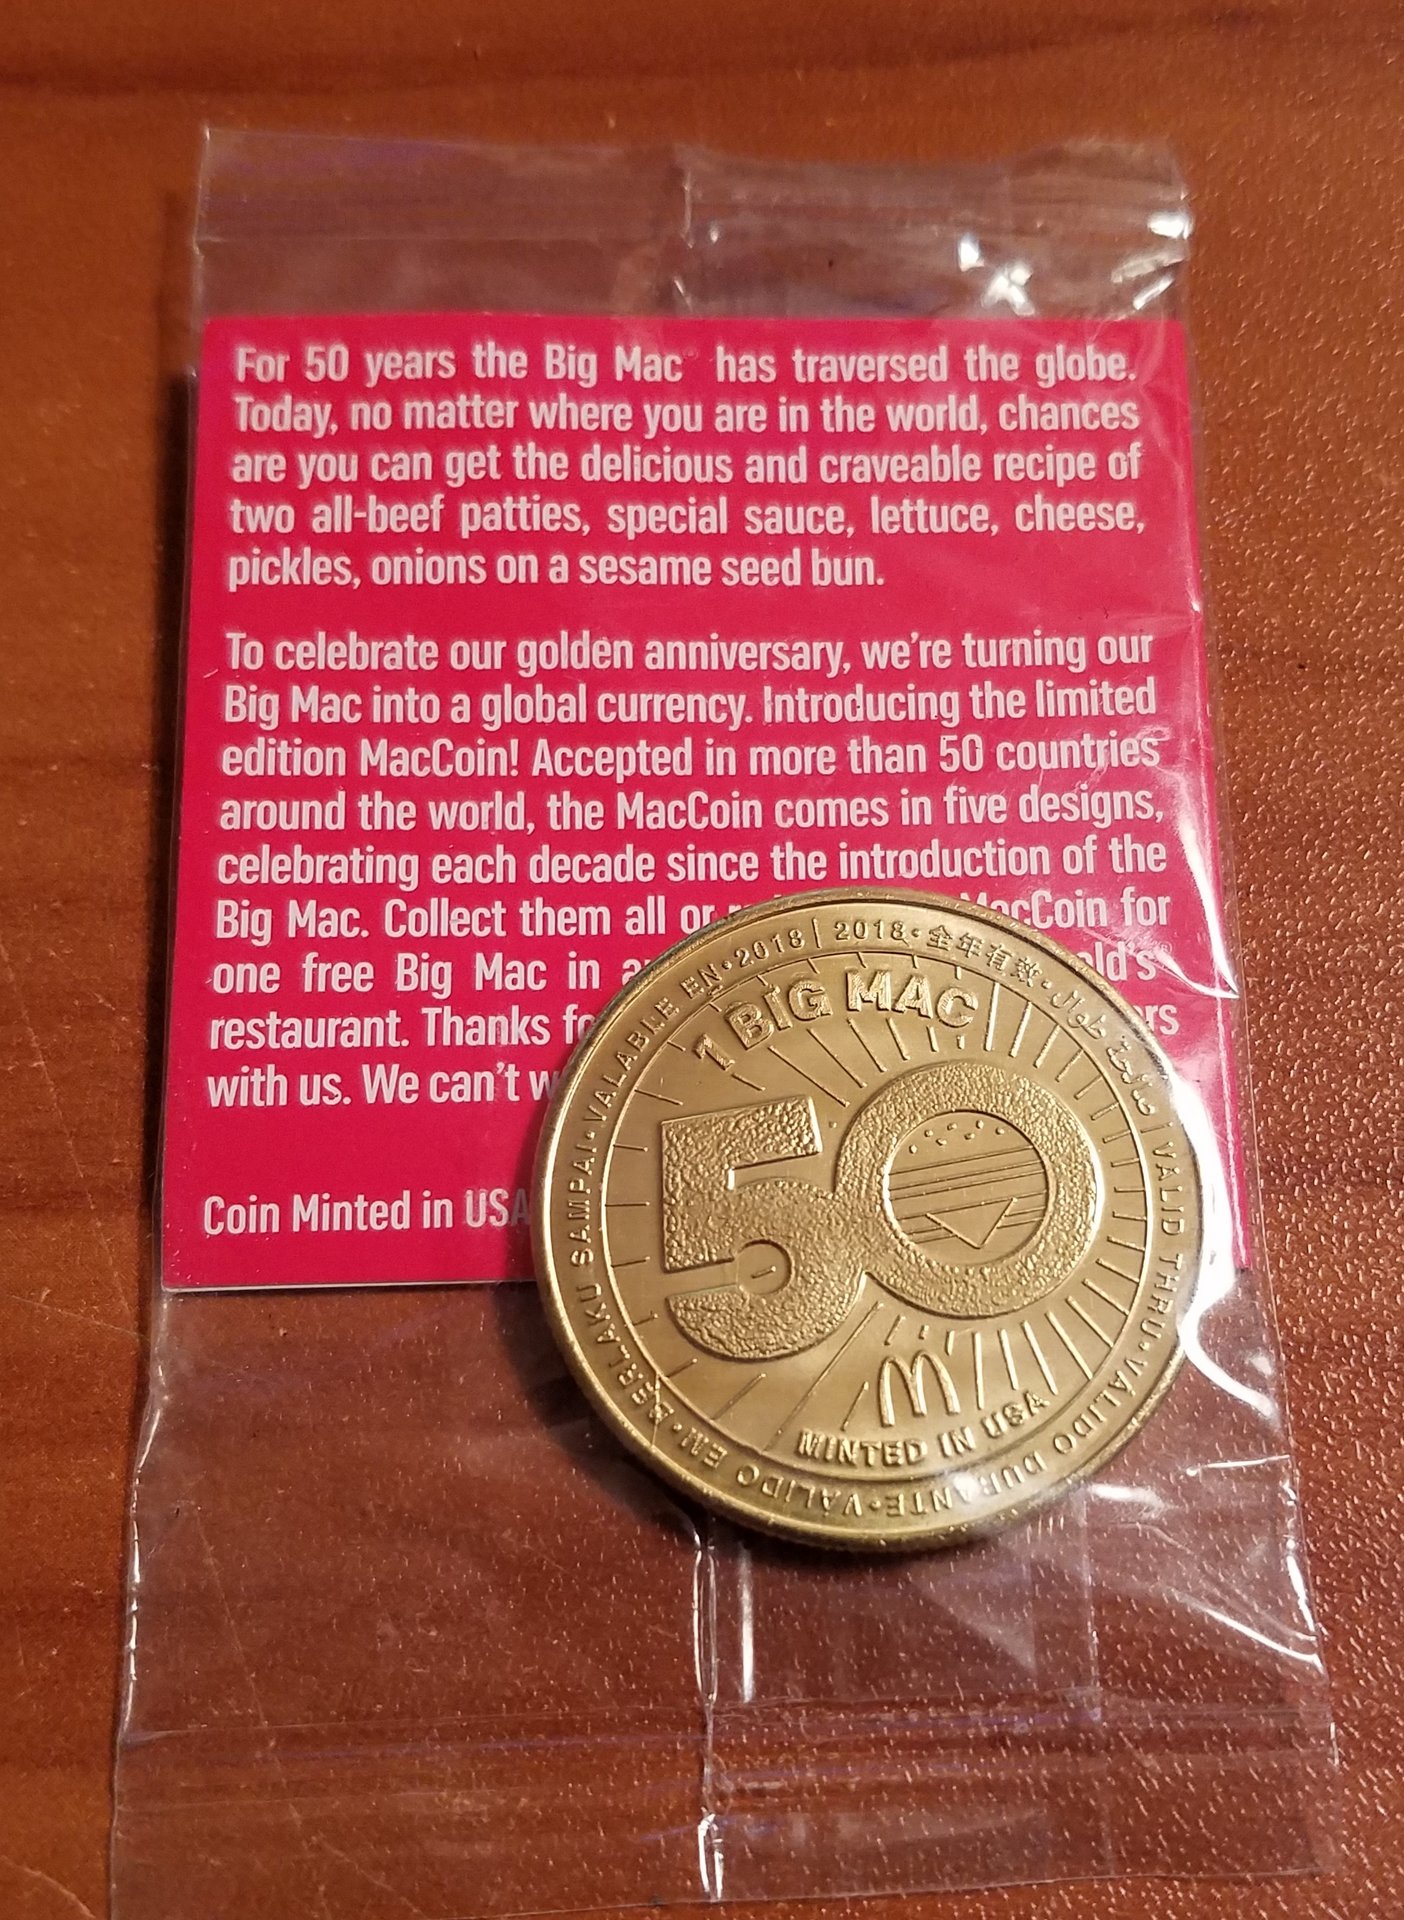 For 50 years the Big Mac® has traversed the globe.
Today, no matter where you are in the world, chances
are you can get the delicious and craveable recipe of
two all-beef patties, special sauce, lettuce, cheese,
pickles, onions on a sesame seed bun.
To celebrate our golden anniversary, we're turning our
Big Mac into a global currency. Introducing the limited
edition MacCoin! Accepted in more than 50 countries
around the world, the MacCoin comes in five designs,
celebrating each decade since the introduction of the
Big Mac. Collect them all or MacCoin for
one free Big Mac in
restaurant. Thanks
with us. We can't
Coin Minted in USA
VALABLE EN • 2018 | 2018 • 全年有效 • صالحة طوال | VALID THRU • VÁLIDO DURANTE • VÁLIDO EM • BERLAKU SAMPAI •
1 BIG MAC
50
MINTED IN USA